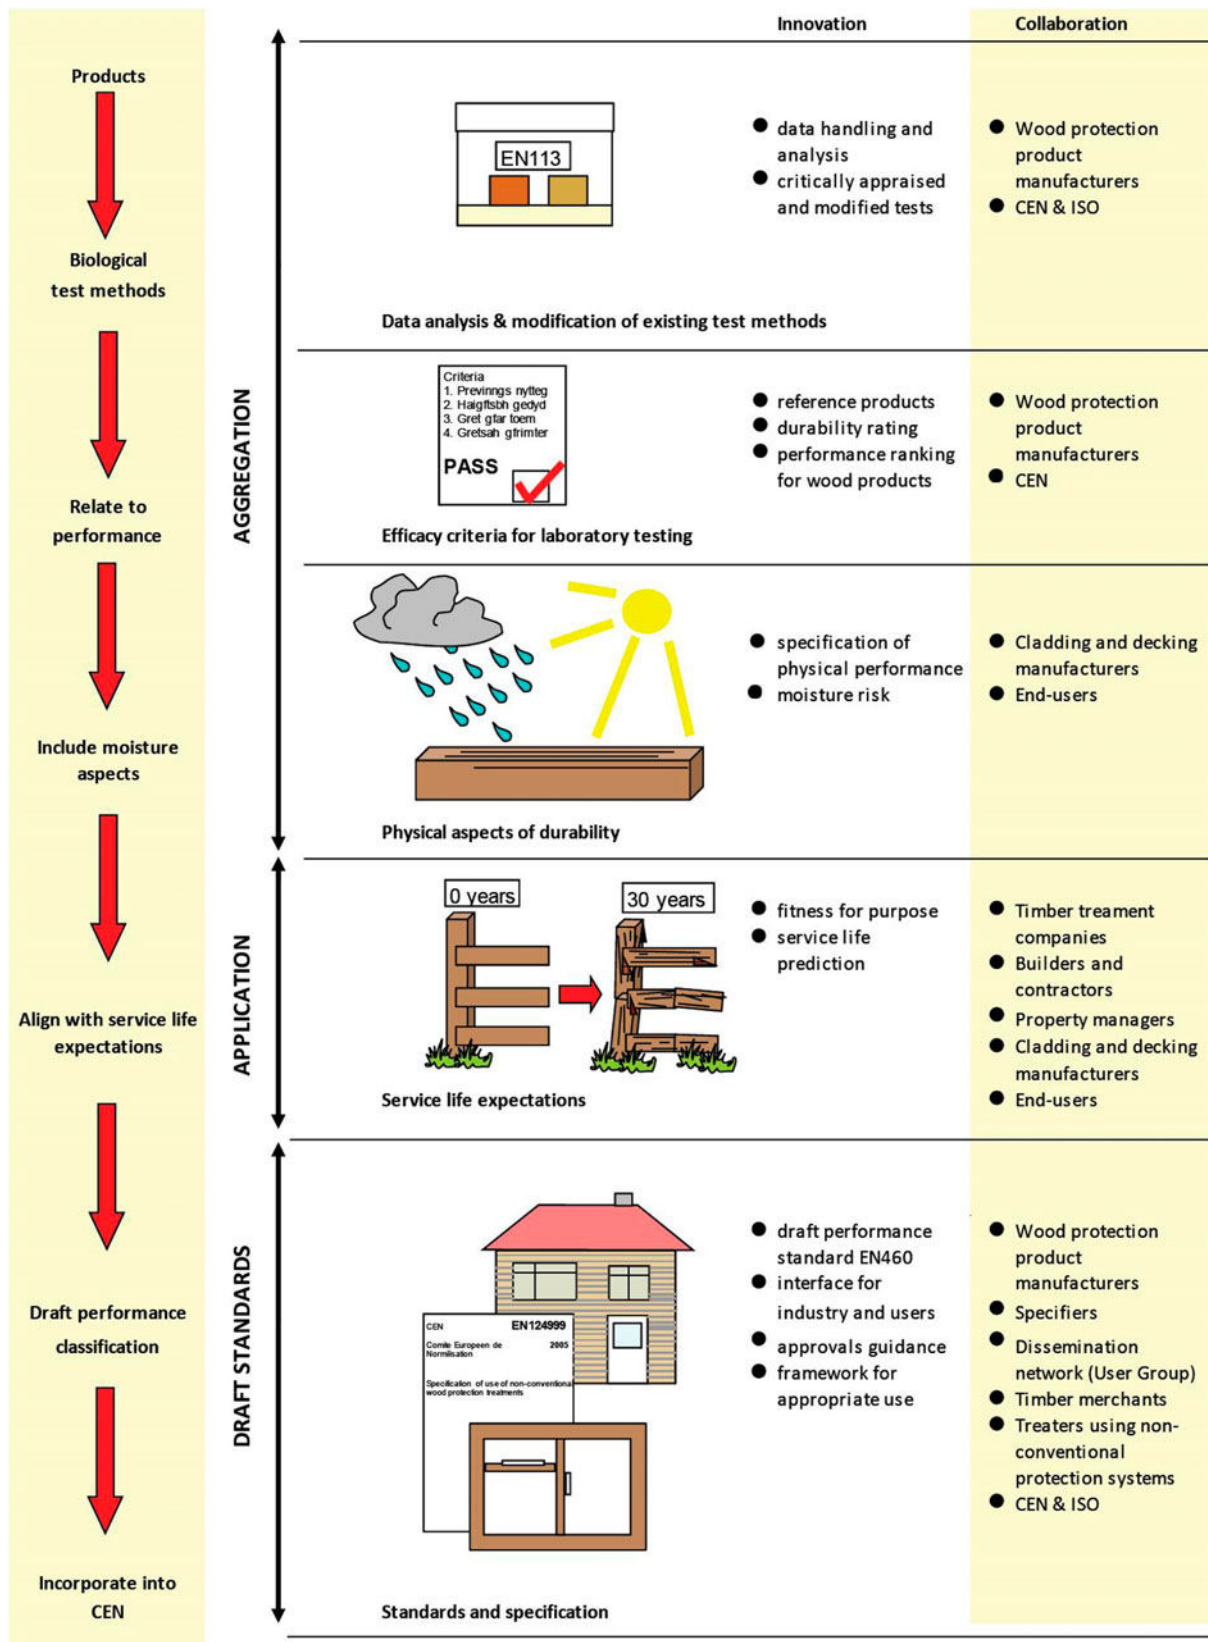 Innovation
Collaboration
Products
Biological
test methods
Relate to
performance
Include moisture
aspects
Align with service life
expectations
Draft performance
classification
Incorporate into
CEN
AGGREGATION
APPLICATION
DRAFT STANDARDS
EN113
Data analysis & modification of existing test methods
data handling and
analysis
critically appraised
and modified tests
Wood protection
product
manufacturers
CEN & ISO
Criteria
1. Previnngs nytteg
2. Haigftsbh gedyd
3. Gret gfar toem
4. Gretsah gfrimter
PASS
Efficacy criteria for laboratory testing
reference products
durability rating
performance ranking
for wood products
Wood protection
product
manufacturers
CEN
Physical aspects of durability
specification of
physical performance
moisture risk
Cladding and decking
manufacturers
End-users
0 years
30 years
Service life expectations
fitness for purpose
service life
prediction
Timber treament
companies
Builders and
contractors
Property managers
Cladding and decking
manufacturers
End-users
CEN EN124999
Comite Europeen de 2005
Normilisation
Specification of use of non-conventional
wood protection treatments
Standards and specification
draft performance
standard EN460
interface for
industry and users
approvals guidance
framework for
appropriate use
Wood protection
product
manufacturers
Specifiers
Dissemination
network (User Group)
Timber merchants
Treaters using non-
conventional
protection systems
CEN & ISO